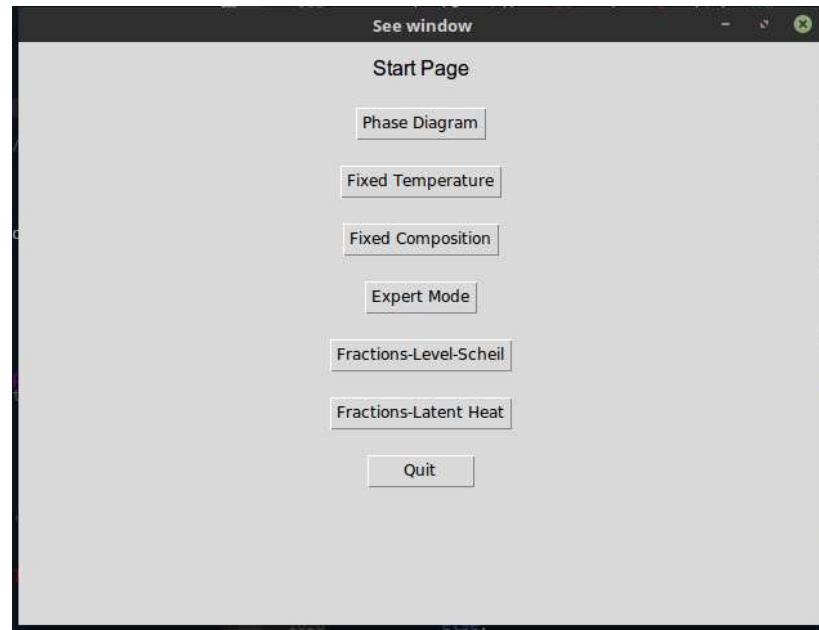 See window
Start Page
Phase Diagram
Fixed Temperature
Fixed Composition
Expert Mode
Fractions-Level-Scheil
Fractions-Latent Heat
Quit